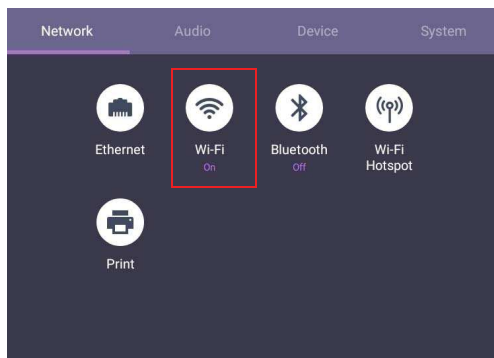 Network Audio Device System
Ethernet Wi-Fi Bluetooth Wi-Fi
On Off Hotspot
Print